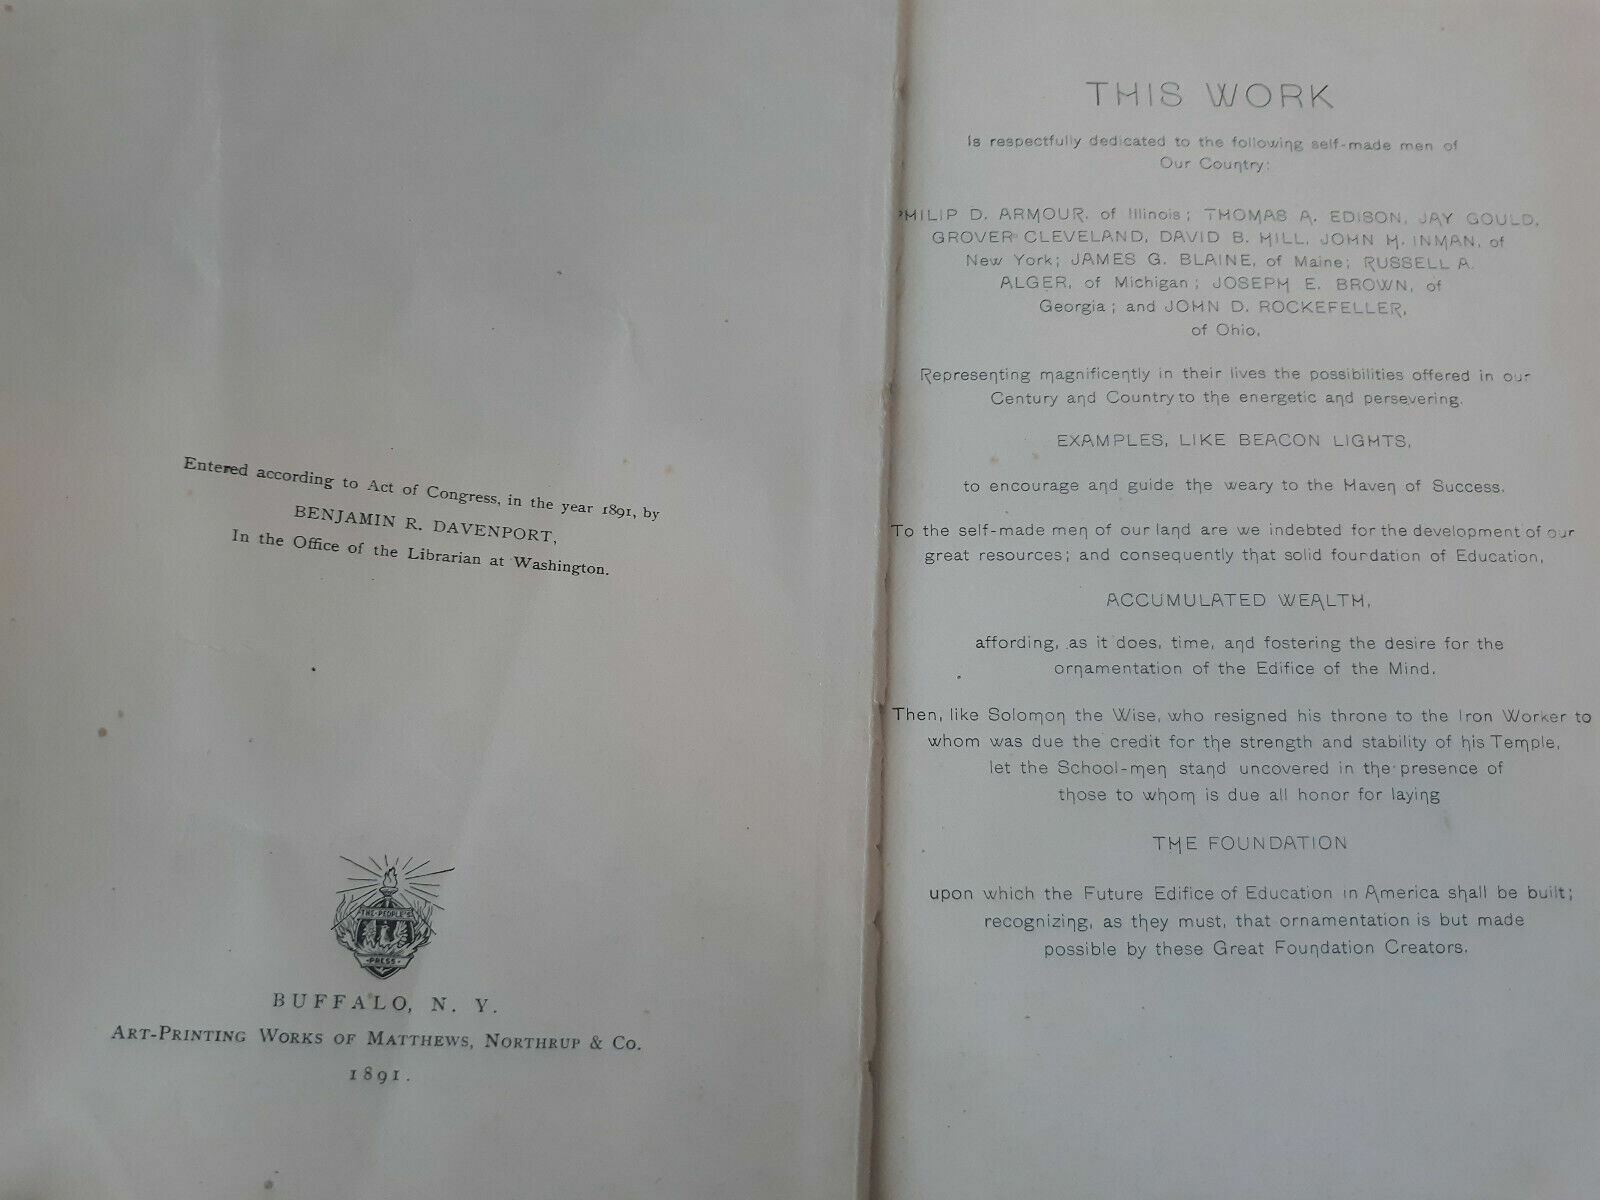 Entered according to Act of Congress, in the year 1891, by
BENJAMIN R. DAVENPORT,
In the Office of the Librarian at Washington.
THE PEOPLE'S
PRESS
BUFFALO, N. Y.
ART-PRINTING WORKS OF MATTHEWS, NORTHRUP & CO.
1891.
THIS WORK
Is respectfully dedicated to the following self-made men of
Our Country:
PHILIP D. ARMOUR, of Illinois; THOMAS A. EDISON, JAY GOULD,
GROVER CLEVELAND, DAVID B. HILL, JOHN H. INMAN, of
New York; JAMES G. BLAINE, of Maine; RUSSELL A.
ALGER, of Michigan; JOSEPH E. BROWN, of
Georgia; and JOHN D. ROCKEFELLER,
of Ohio,
Representing magnificently in their lives the possibilities offered in our
Century and Country to the energetic and persevering.
EXAMPLES, LIKE BEACON LIGHTS,
to encourage and guide the weary to the Haven of Success.
To the self-made men of our land are we indebted for the development of our
great resources; and consequently that solid foundation of Education,
ACCUMULATED WEALTH,
affording, as it does, time, and fostering the desire for the
ornamentation of the Edifice of the Mind.
Then, like Solomon the Wise, who resigned his throne to the Iron Worker to
whom was due the credit for the strength and stability of his Temple,
let the School-men stand uncovered in the presence of
those to whom is due all honor for laying
THE FOUNDATION
upon which the Future Edifice of Education in America shall be built;
recognizing, as they must, that ornamentation is but made
possible by these Great Foundation Creators.